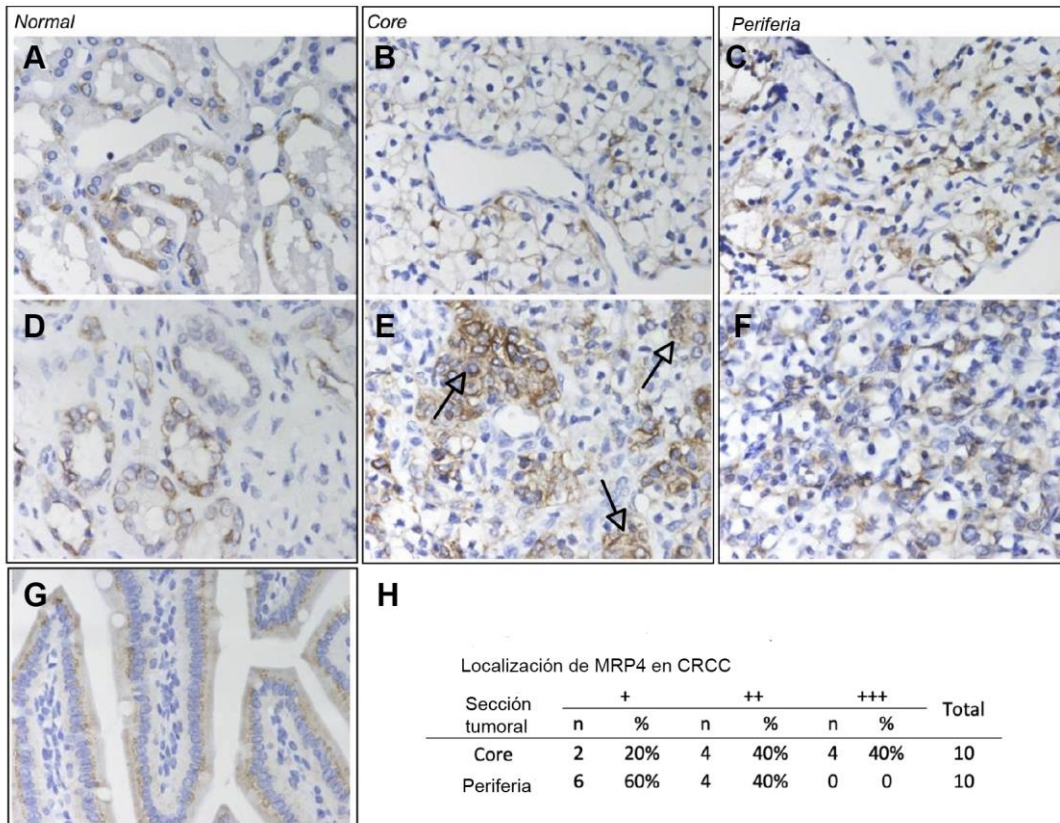 Normal
Core
Periferia
A
B
C
D
E
F
G
H
Localización de MRP4 en CRCC
Sección tumoral + ++ +++ Total
n % n % n %
Core 2 20% 4 40% 4 40% 10
Periferia 6 60% 4 40% 0 0 10